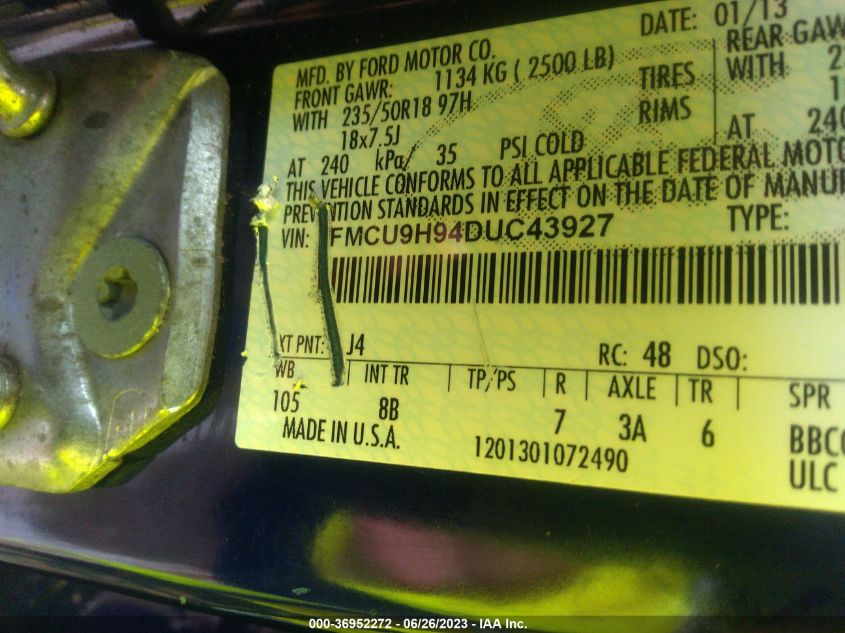 DATE: 01/13
MFD. BY FORD MOTOR CO.
FRONT GAWR: 1134 KG ( 2500 LB)
REAR GAW
WITH 235/50R18 97H
TIRES
WITH 23
18x7.5J
RIMS
AT 240 kPa/ 35 PSI COLD
AT 240
THIS VEHICLE CONFORMS TO ALL APPLICABLE FEDERAL MOTO
PREVENTION STANDARDS IN EFFECT ON THE DATE OF MANUF
VIN: FMCU9H94DUC43927
TYPE:
XT PNT: J4
RC: 48 DSO:
WB INT TR TP/PS R AXLE TR SPR
105 8B 7 3A 6 BBC
MADE IN U.S.A.
1201301072490
ULC
000-36952272 - 06/26/2023 - IAA Inc.